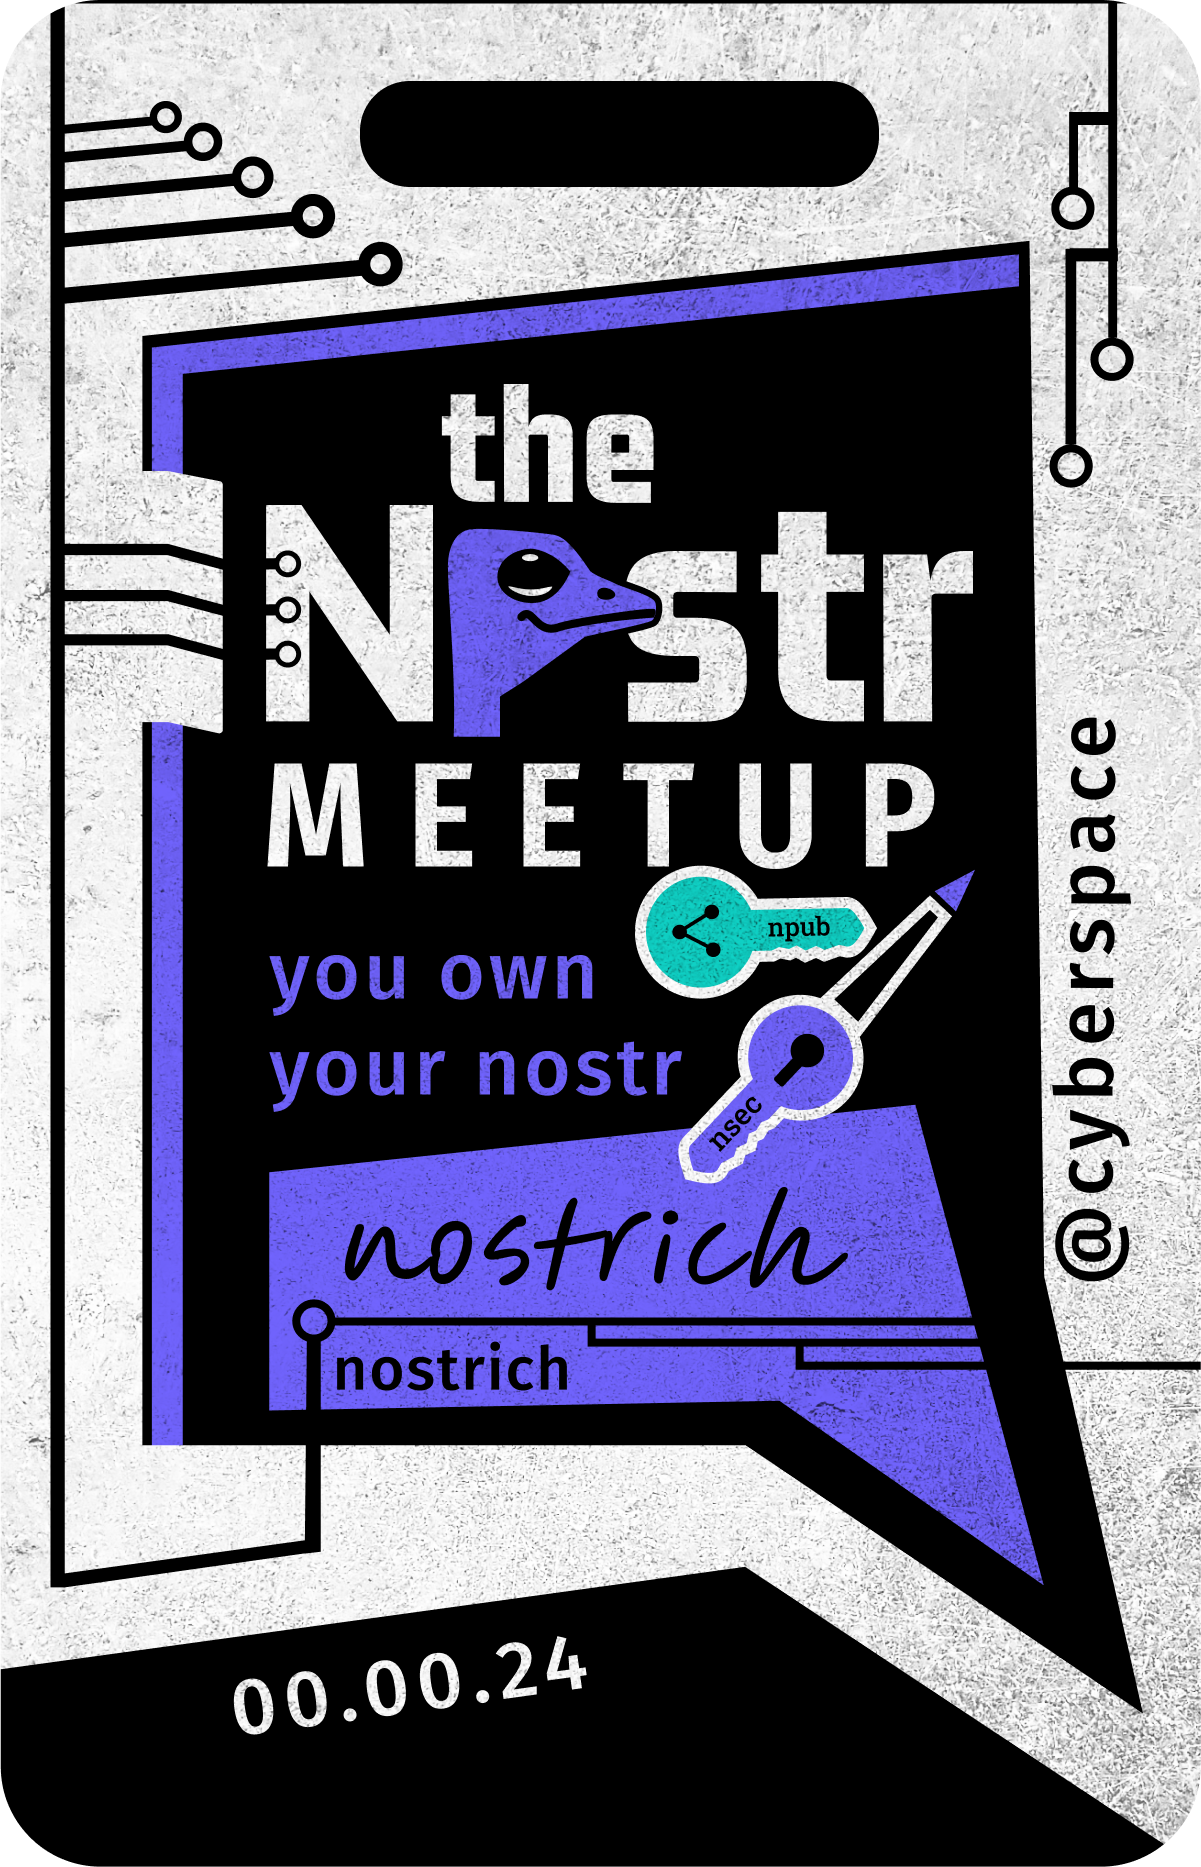 the
Nostr
MEETUP
npub
you own
your nostr
nsec
nostrich
nostrich
@cyberspace
00.00.24